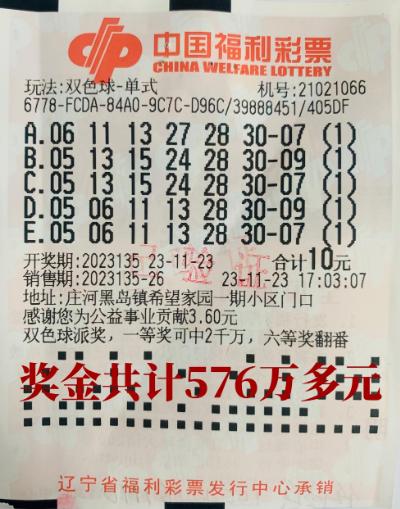 中国福利彩票
CHINA WELFARE LOTTERY
玩法:双色球-单式 机号:21021066
6778-FCDA-84A0-9C7C-D96C/39888451/405DF
A.06 11 13 27 28 30-07 (1)
B.05 13 15 24 28 30-09 (1)
C.05 13 15 24 28 30-07 (1)
D.05 06 11 13 28 30-09 (1)
E.05 06 11 13 28 30-07 (1)
已验证
开奖期:2023135 23-11-23 合计10元
销售期:2023135-26 23-11-23 17:03:07
地址:庄河黑岛镇希望家园一期小区门口
感谢您为公益事业贡献3.60元
双色球派奖，一等奖可中2千万，六等奖翻番
奖金共计576万多元
辽宁省福利彩票发行中心承销